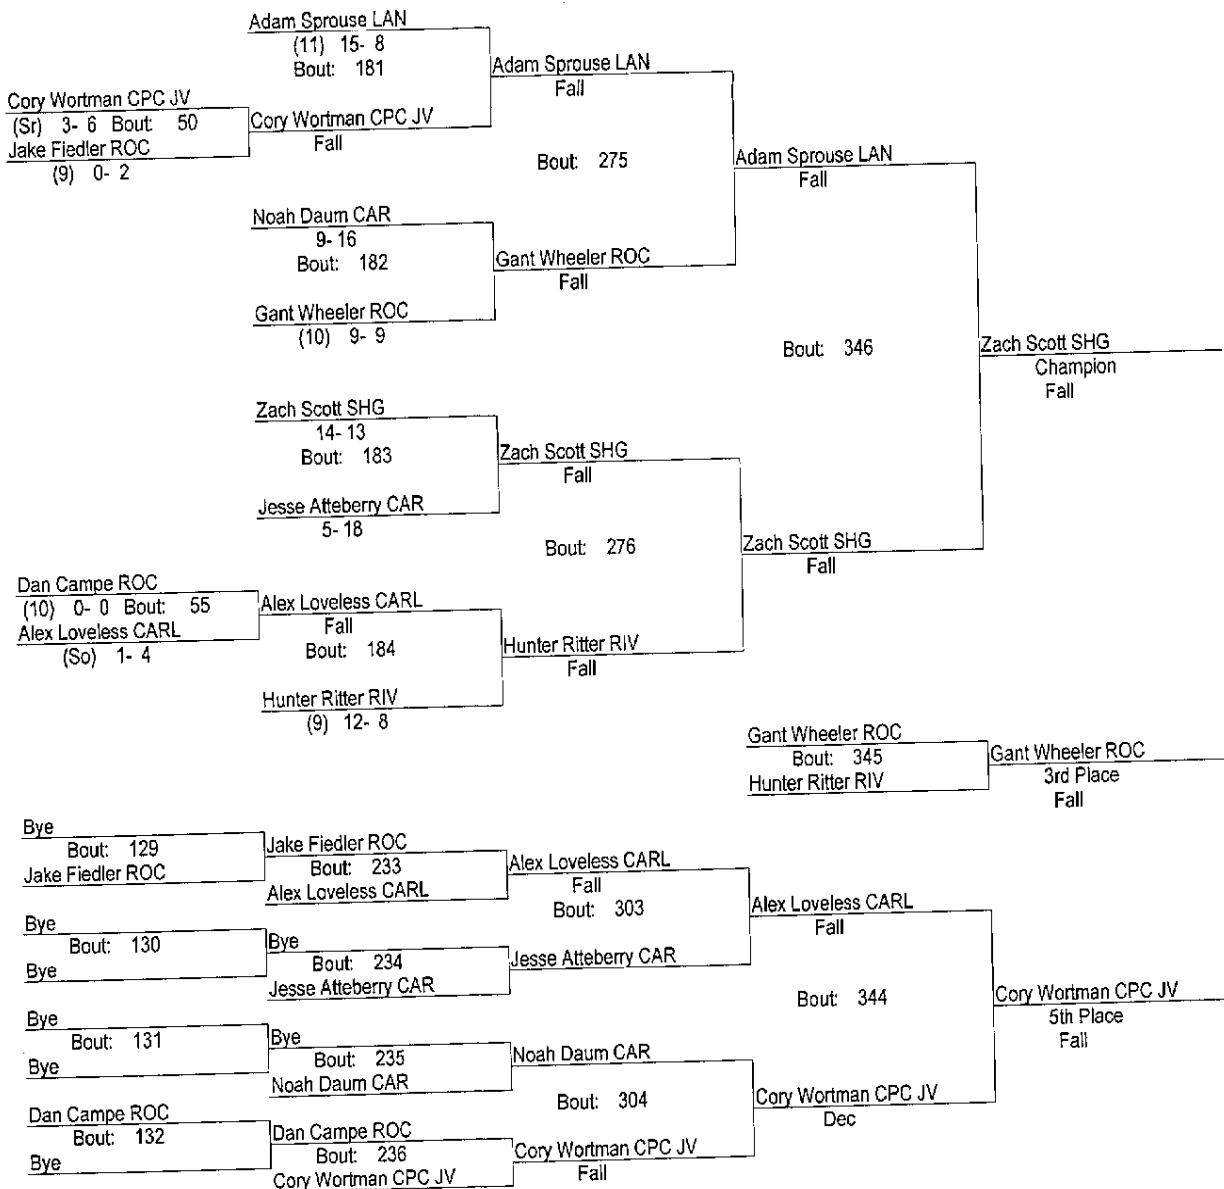 Adam Sprouse LAN
(11) 15- 8
Bout: 181
Adam Sprouse LAN
Fall
Cory Wortman CPC JV
(Sr) 3- 6 Bout: 50
Jake Fiedler ROC
(9) 0- 2
Cory Wortman CPC JV
Fall
Bout: 275
Adam Sprouse LAN
Fall
Noah Daum CAR
9- 16
Bout: 182
Gant Wheeler ROC
Fall
Gant Wheeler ROC
(10) 9- 9
Bout: 346
Zach Scott SHG
Champion
Fall
Zach Scott SHG
14- 13
Bout: 183
Zach Scott SHG
Fall
Jesse Atteberry CAR
5- 18
Bout: 276
Zach Scott SHG
Fall
Dan Campe ROC
(10) 0- 0 Bout: 55
Alex Loveless CARL
(So) 1- 4
Alex Loveless CARL
Fall
Bout: 184
Hunter Ritter RIV
Fall
Hunter Ritter RIV
(9) 12- 8
Gant Wheeler ROC
Bout: 345
Hunter Ritter RIV
Gant Wheeler ROC
3rd Place
Fall
Bye
Bout: 129
Jake Fiedler ROC
Jake Fiedler ROC
Bout: 233
Alex Loveless CARL
Alex Loveless CARL
Fall
Bout: 303
Alex Loveless CARL
Fall
Bye
Bout: 130
Bye
Bye
Bout: 234
Jesse Atteberry CAR
Jesse Atteberry CAR
Bout: 344
Cory Wortman CPC JV
5th Place
Fall
Bye
Bout: 131
Bye
Bye
Bout: 235
Noah Daum CAR
Noah Daum CAR
Bout: 304
Cory Wortman CPC JV
Dec
Dan Campe ROC
Bout: 132
Bye
Dan Campe ROC
Bout: 236
Cory Wortman CPC JV
Cory Wortman CPC JV
Fall